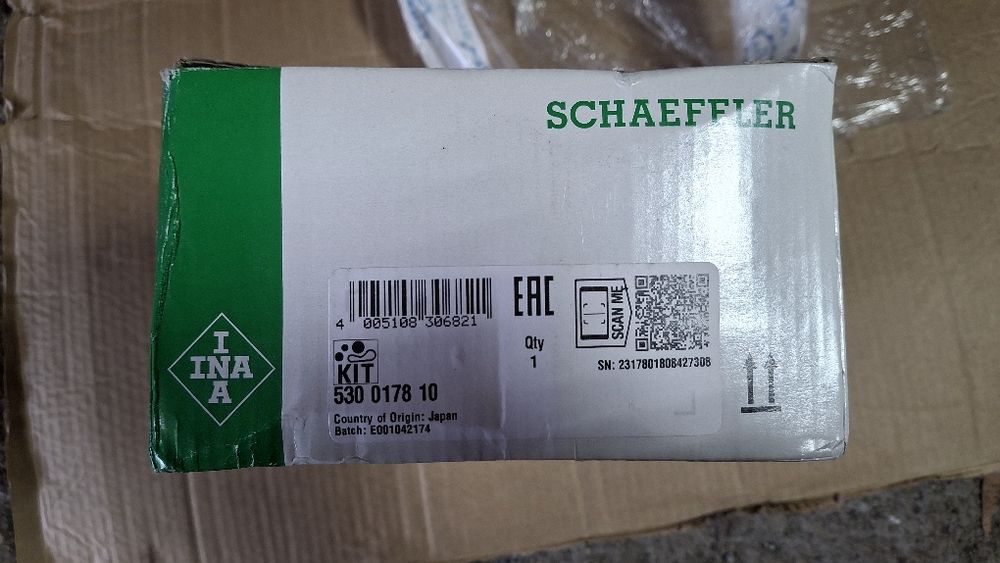 SCHAEFFLER
4 005108 306821
EAC
SCAN ME
Qty
1
SN: 2317801808427308
KIT
530 0178 10
Country of Origin: Japan
Batch: E001042174
INA
INA